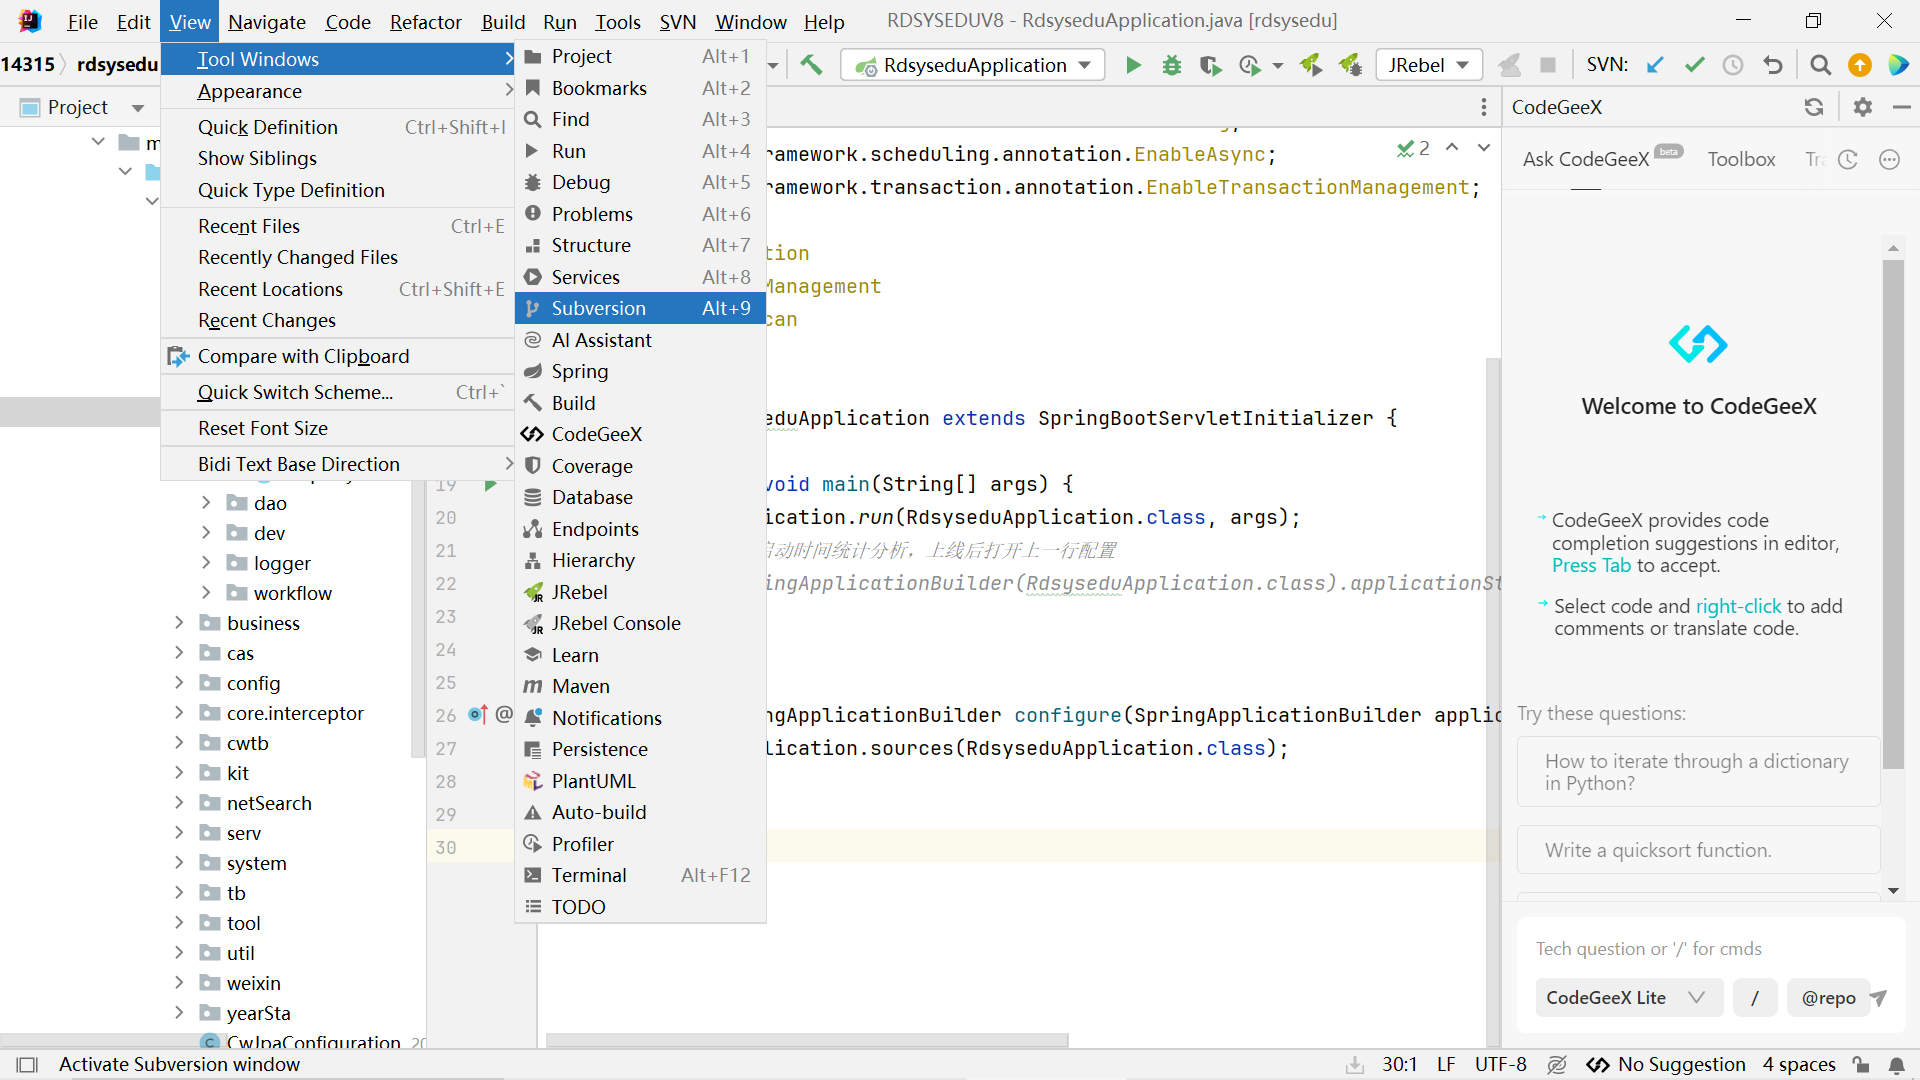 File Edit View Navigate Code Refactor Build Run Tools SVN Window Help RDSYSEDUV8 - RdsyseduApplication.java [rdsysedu]
14315 rdsysedu RdsyseduApplication JRebel SVN:
Project
CodeGeeX
Ask CodeGeeX beta Toolbox
Tool Windows
Appearance
Quick Definition Ctrl+Shift+I
Show Siblings
Quick Type Definition
Recent Files Ctrl+E
Recently Changed Files
Recent Locations Ctrl+Shift+E
Recent Changes
Compare with Clipboard
Quick Switch Scheme... Ctrl+`
Reset Font Size
Bidi Text Base Direction
Project Alt+1
Bookmarks Alt+2
Find Alt+3
Run Alt+4
Debug Alt+5
Problems Alt+6
Structure Alt+7
Services Alt+8
Subversion Alt+9
AI Assistant
Spring
Build
CodeGeeX
Coverage
Database
Endpoints
Hierarchy
JRebel
JRebel Console
Learn
Maven
Notifications
Persistence
PlantUML
Auto-build
Profiler
Terminal Alt+F12
TODO
dao
dev
logger
workflow
business
cas
config
core.interceptor
cwtb
kit
netSearch
serv
system
tb
tool
util
weixin
yearSta
CwJpaConfiguration
2
ramework.scheduling.annotation.EnableAsync;
ramework.transaction.annotation.EnableTransactionManagement;
tion
Management
can
eduApplication extends SpringBootServletInitializer {
19 void main(String[] args) {
20 ication.run(RdsyseduApplication.class, args);
21 启动时间统计分析，上线后打开上一行配置
22 ingApplicationBuilder(RdsyseduApplication.class).applicationSt
23
24
25
26 @ ngApplicationBuilder configure(SpringApplicationBuilder applic
27 lication.sources(RdsyseduApplication.class);
28
29
30
Welcome to CodeGeeX
CodeGeeX provides code
completion suggestions in editor,
Press Tab to accept.
Select code and right-click to add
comments or translate code.
Try these questions:
How to iterate through a dictionary
in Python?
Write a quicksort function.
Tech question or '/' for cmds
CodeGeeX Lite / @repo
Activate Subversion window 30:1 LF UTF-8 No Suggestion 4 spaces